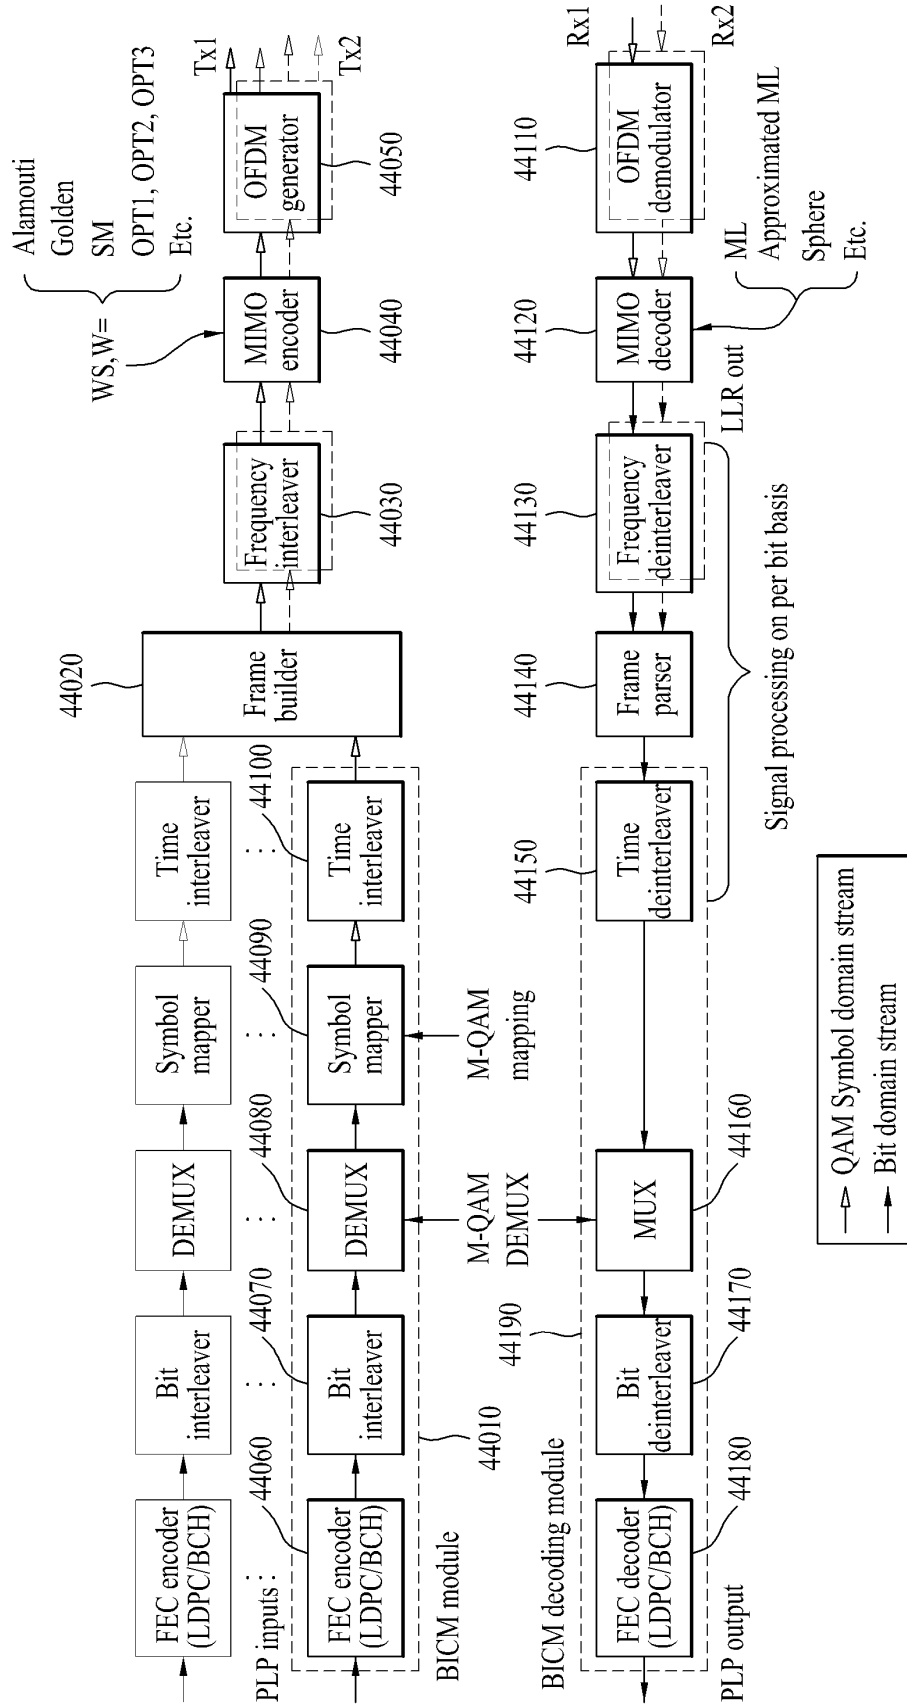 Alamouti
Golden
SM
OPT1, OPT2, OPT3
Etc.
WS,W=
Tx1
Tx2
FEC encoder
(LDPC/BCH)
Bit
interleaver
DEMUX
Symbol
mapper
Time
interleaver
44020
Frame
builder
Frequency
interleaver
44030
MIMO
encoder
44040
OFDM
generator
44050
PLP inputs
44060
44070
44080
44090
44100
FEC encoder
(LDPC/BCH)
Bit
interleaver
DEMUX
Symbol
mapper
Time
interleaver
BICM module
44010
M-QAM
DEMUX
M-QAM
mapping
BICM decoding module
44190
44150
44140
44130
44120
44110
Rx1
Rx2
FEC decoder
(LDPC/BCH)
Bit
deinterleaver
MUX
Time
deinterleaver
Frame
parser
Frequency
deinterleaver
MIMO
decoder
OFDM
demodulator
PLP output
44180
44170
44160
LLR out
ML
Approximated ML
Sphere
Etc.
Signal processing on per bit basis
QAM Symbol domain stream
Bit domain stream